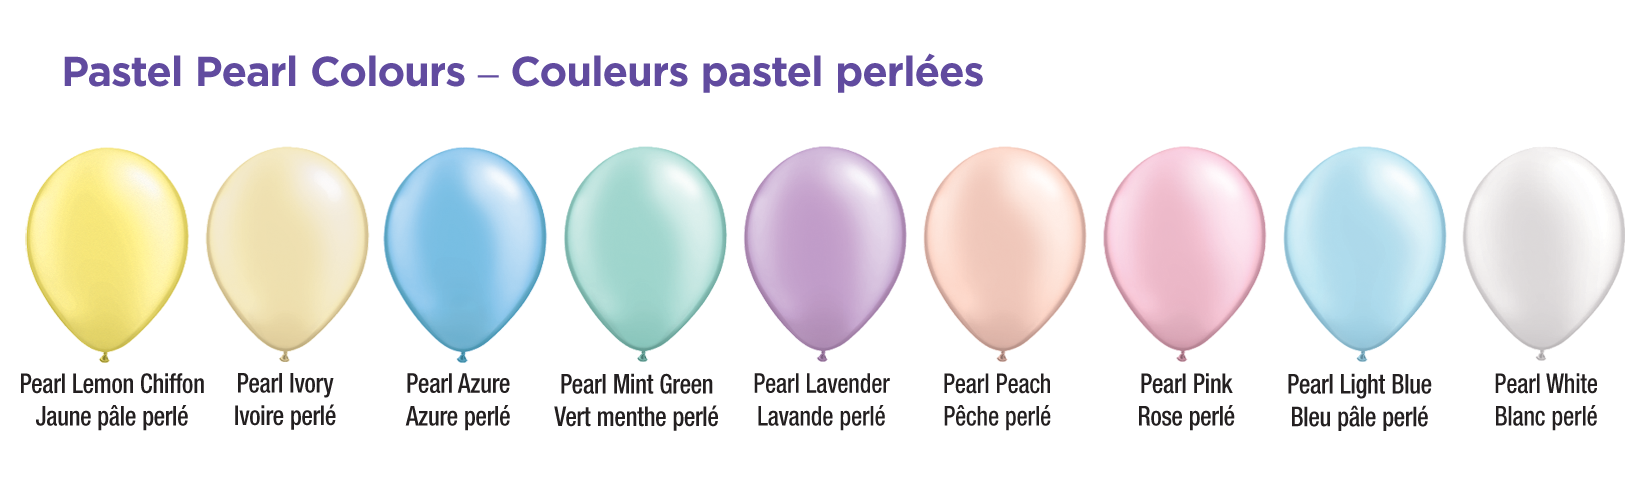 Pastel Pearl Colours – Couleurs pastel perlées
Pearl Lemon Chiffon
Jaune pâle perlé
Pearl Ivory
Ivoire perlé
Pearl Azure
Azure perlé
Pearl Mint Green
Vert menthe perlé
Pearl Lavender
Lavande perlé
Pearl Peach
Pêche perlé
Pearl Pink
Rose perlé
Pearl Light Blue
Bleu pâle perlé
Pearl White
Blanc perlé